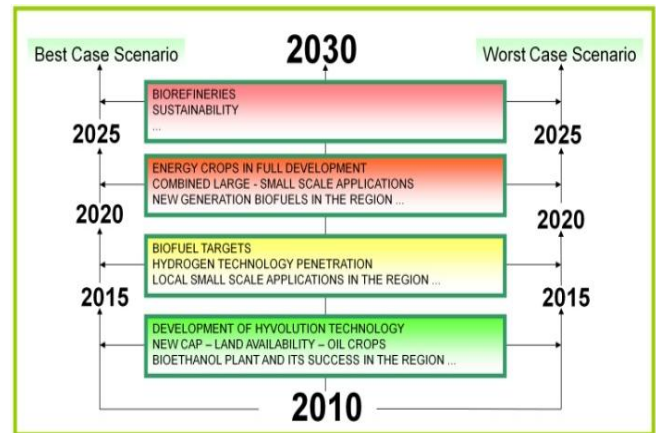 Best Case Scenario
2030
Worst Case Scenario
BIOREFINERIES
SUSTAINABILITY
...
2025
2025
ENERGY CROPS IN FULL DEVELOPMENT
COMBINED LARGE - SMALL SCALE APPLICATIONS
NEW GENERATION BIOFUELS IN THE REGION ...
2020
2020
BIOFUEL TARGETS
HYDROGEN TECHNOLOGY PENETRATION
LOCAL SMALL SCALE APPLICATIONS IN THE REGION ...
2015
2015
DEVELOPMENT OF HYVOLUTION TECHNOLOGY
NEW CAP – LAND AVAILABILITY – OIL CROPS
BIOETHANOL PLANT AND ITS SUCCESS IN THE REGION ...
2010